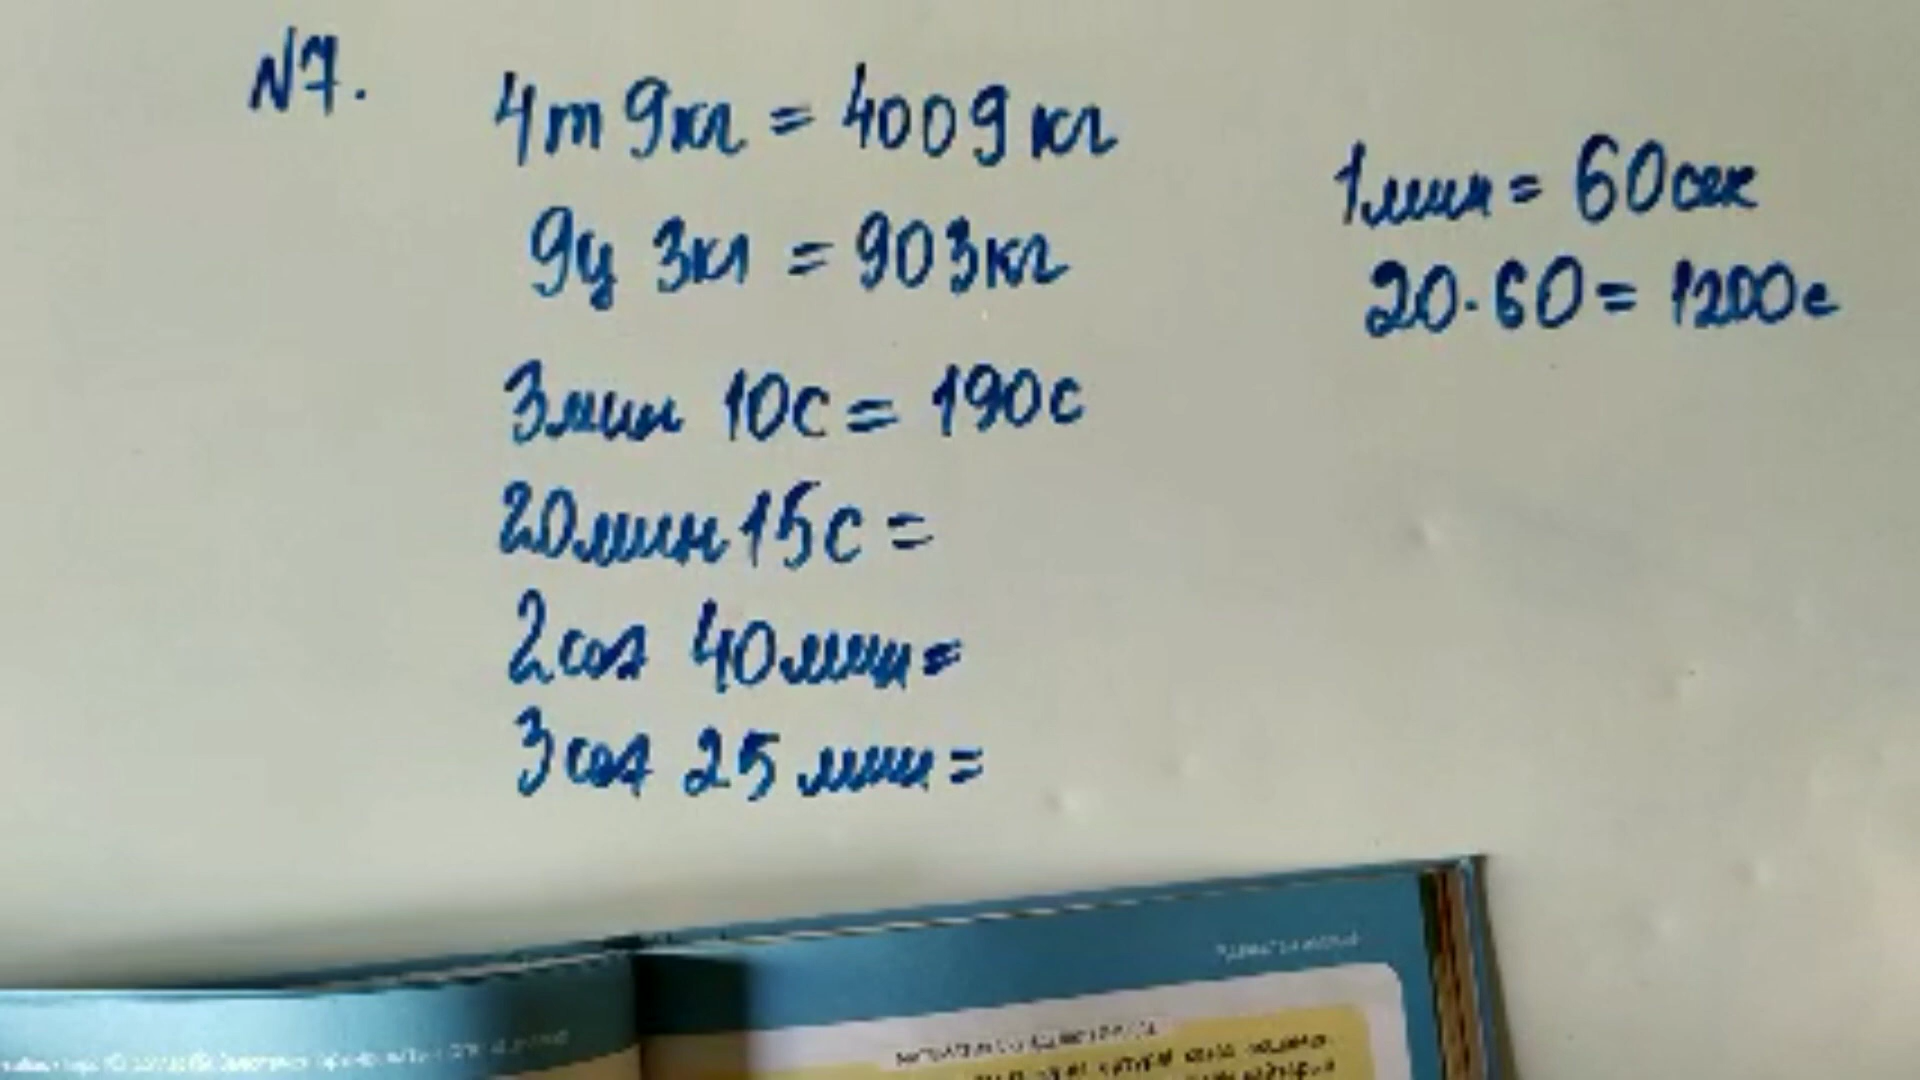 N7.
4т 9кг = 4009 кг
9ц 3кг = 903кг
3мин 10с = 190с
20мин 15с =
2сағ 40мин=
3сағ 25 мин=
1мин = 60сек
20·60 = 1200с